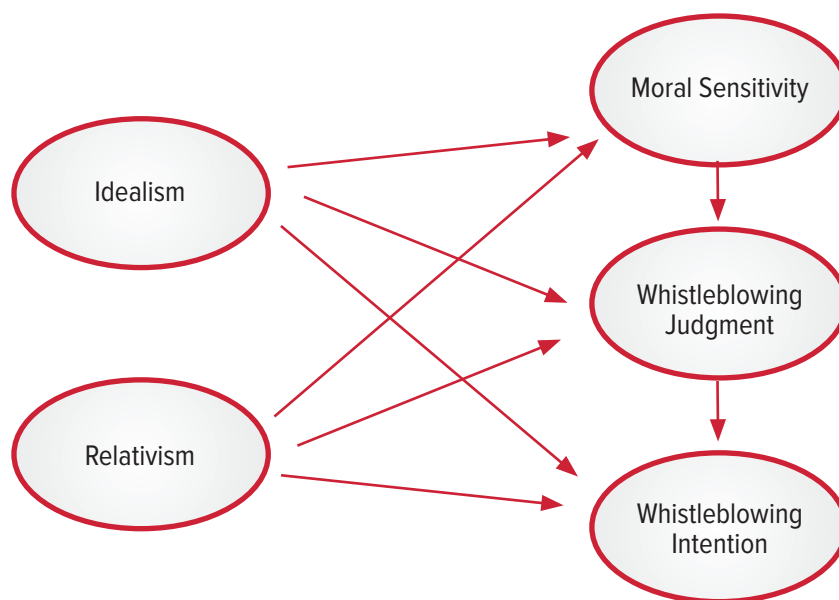 Moral Sensitivity
Idealism
Whistleblowing
Judgment
Relativism
Whistleblowing
Intention